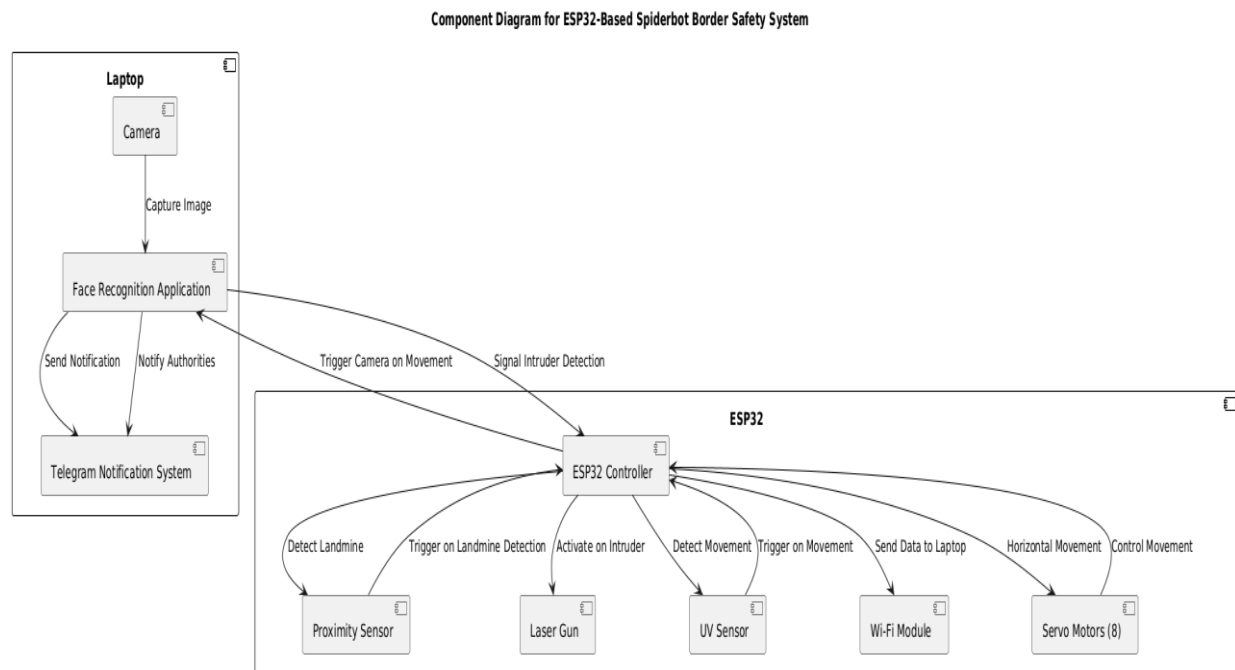 Component Diagram for ESP32-Based Spiderbot Border Safety System
Laptop
Camera
Capture Image
Face Recognition Application
Send Notification
Notify Authorities
Trigger Camera on Movement
Signal Intruder Detection
Telegram Notification System
ESP32
ESP32 Controller
Detect Landmine
Trigger on Landmine Detection
Activate on Intruder
Detect Movement
Trigger on Movement
Send Data to Laptop
Horizontal Movement
Control Movement
Proximity Sensor
Laser Gun
UV Sensor
Wi-Fi Module
Servo Motors (8)